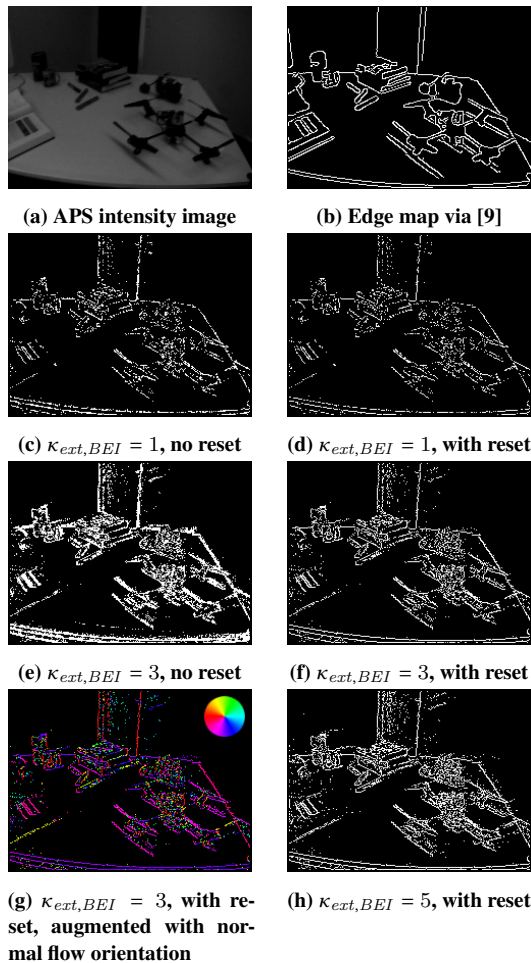 (a) APS intensity image
(b) Edge map via [9]
(c) κext,BEI = 1, no reset
(d) κext,BEI = 1, with reset
(e) κext,BEI = 3, no reset
(f) κext,BEI = 3, with reset
(g) κext,BEI = 3, with re-
set, augmented with nor-
mal flow orientation
(h) κext,BEI = 5, with reset